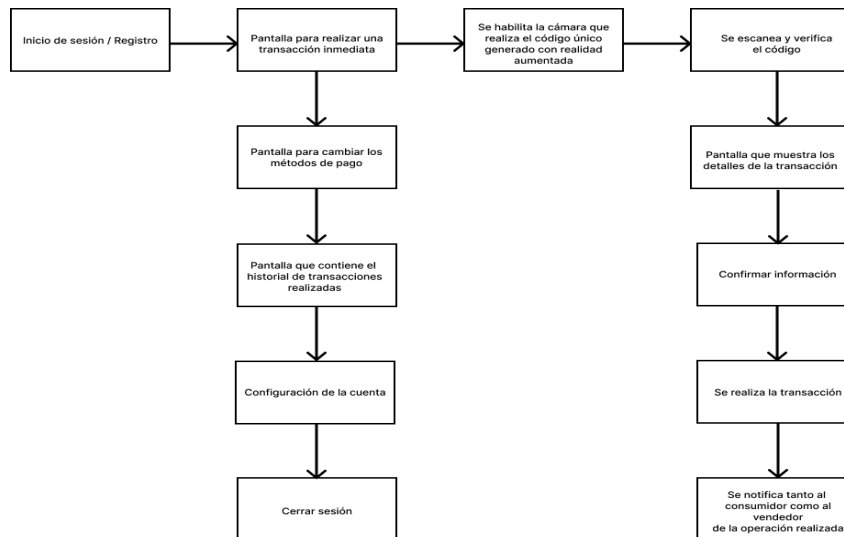 Inicio de sesión / Registro
Pantalla para realizar una
transacción inmediata
Se habilita la cámara que
realiza el código único
generado con realidad
aumentada
Se escanea y verifica
el código
Pantalla para cambiar los
métodos de pago
Pantalla que muestra los
detalles de la transacción
Pantalla que contiene el
historial de transacciones
realizadas
Confirmar información
Configuración de la cuenta
Se realiza la transacción
Cerrar sesión
Se notifica tanto al
consumidor como al
vendedor
de la operación realizada